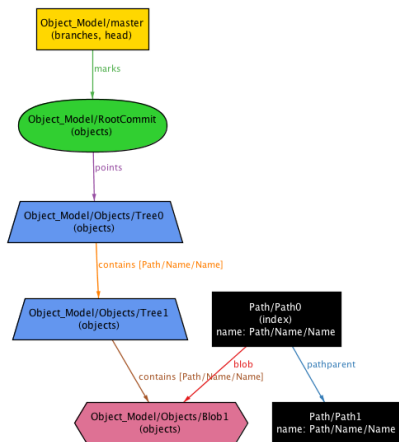 Object_Model/master
(branches, head)
marks
Object_Model/RootCommit
(objects)
points
Object_Model/Objects/Tree0
(objects)
contains [Path/Name/Name]
Object_Model/Objects/Tree1
(objects)
Path/Path0
(index)
name: Path/Name/Name
blob
pathparent
contains [Path/Name/Name]
Object_Model/Objects/Blob1
(objects)
Path/Path1
name: Path/Name/Name